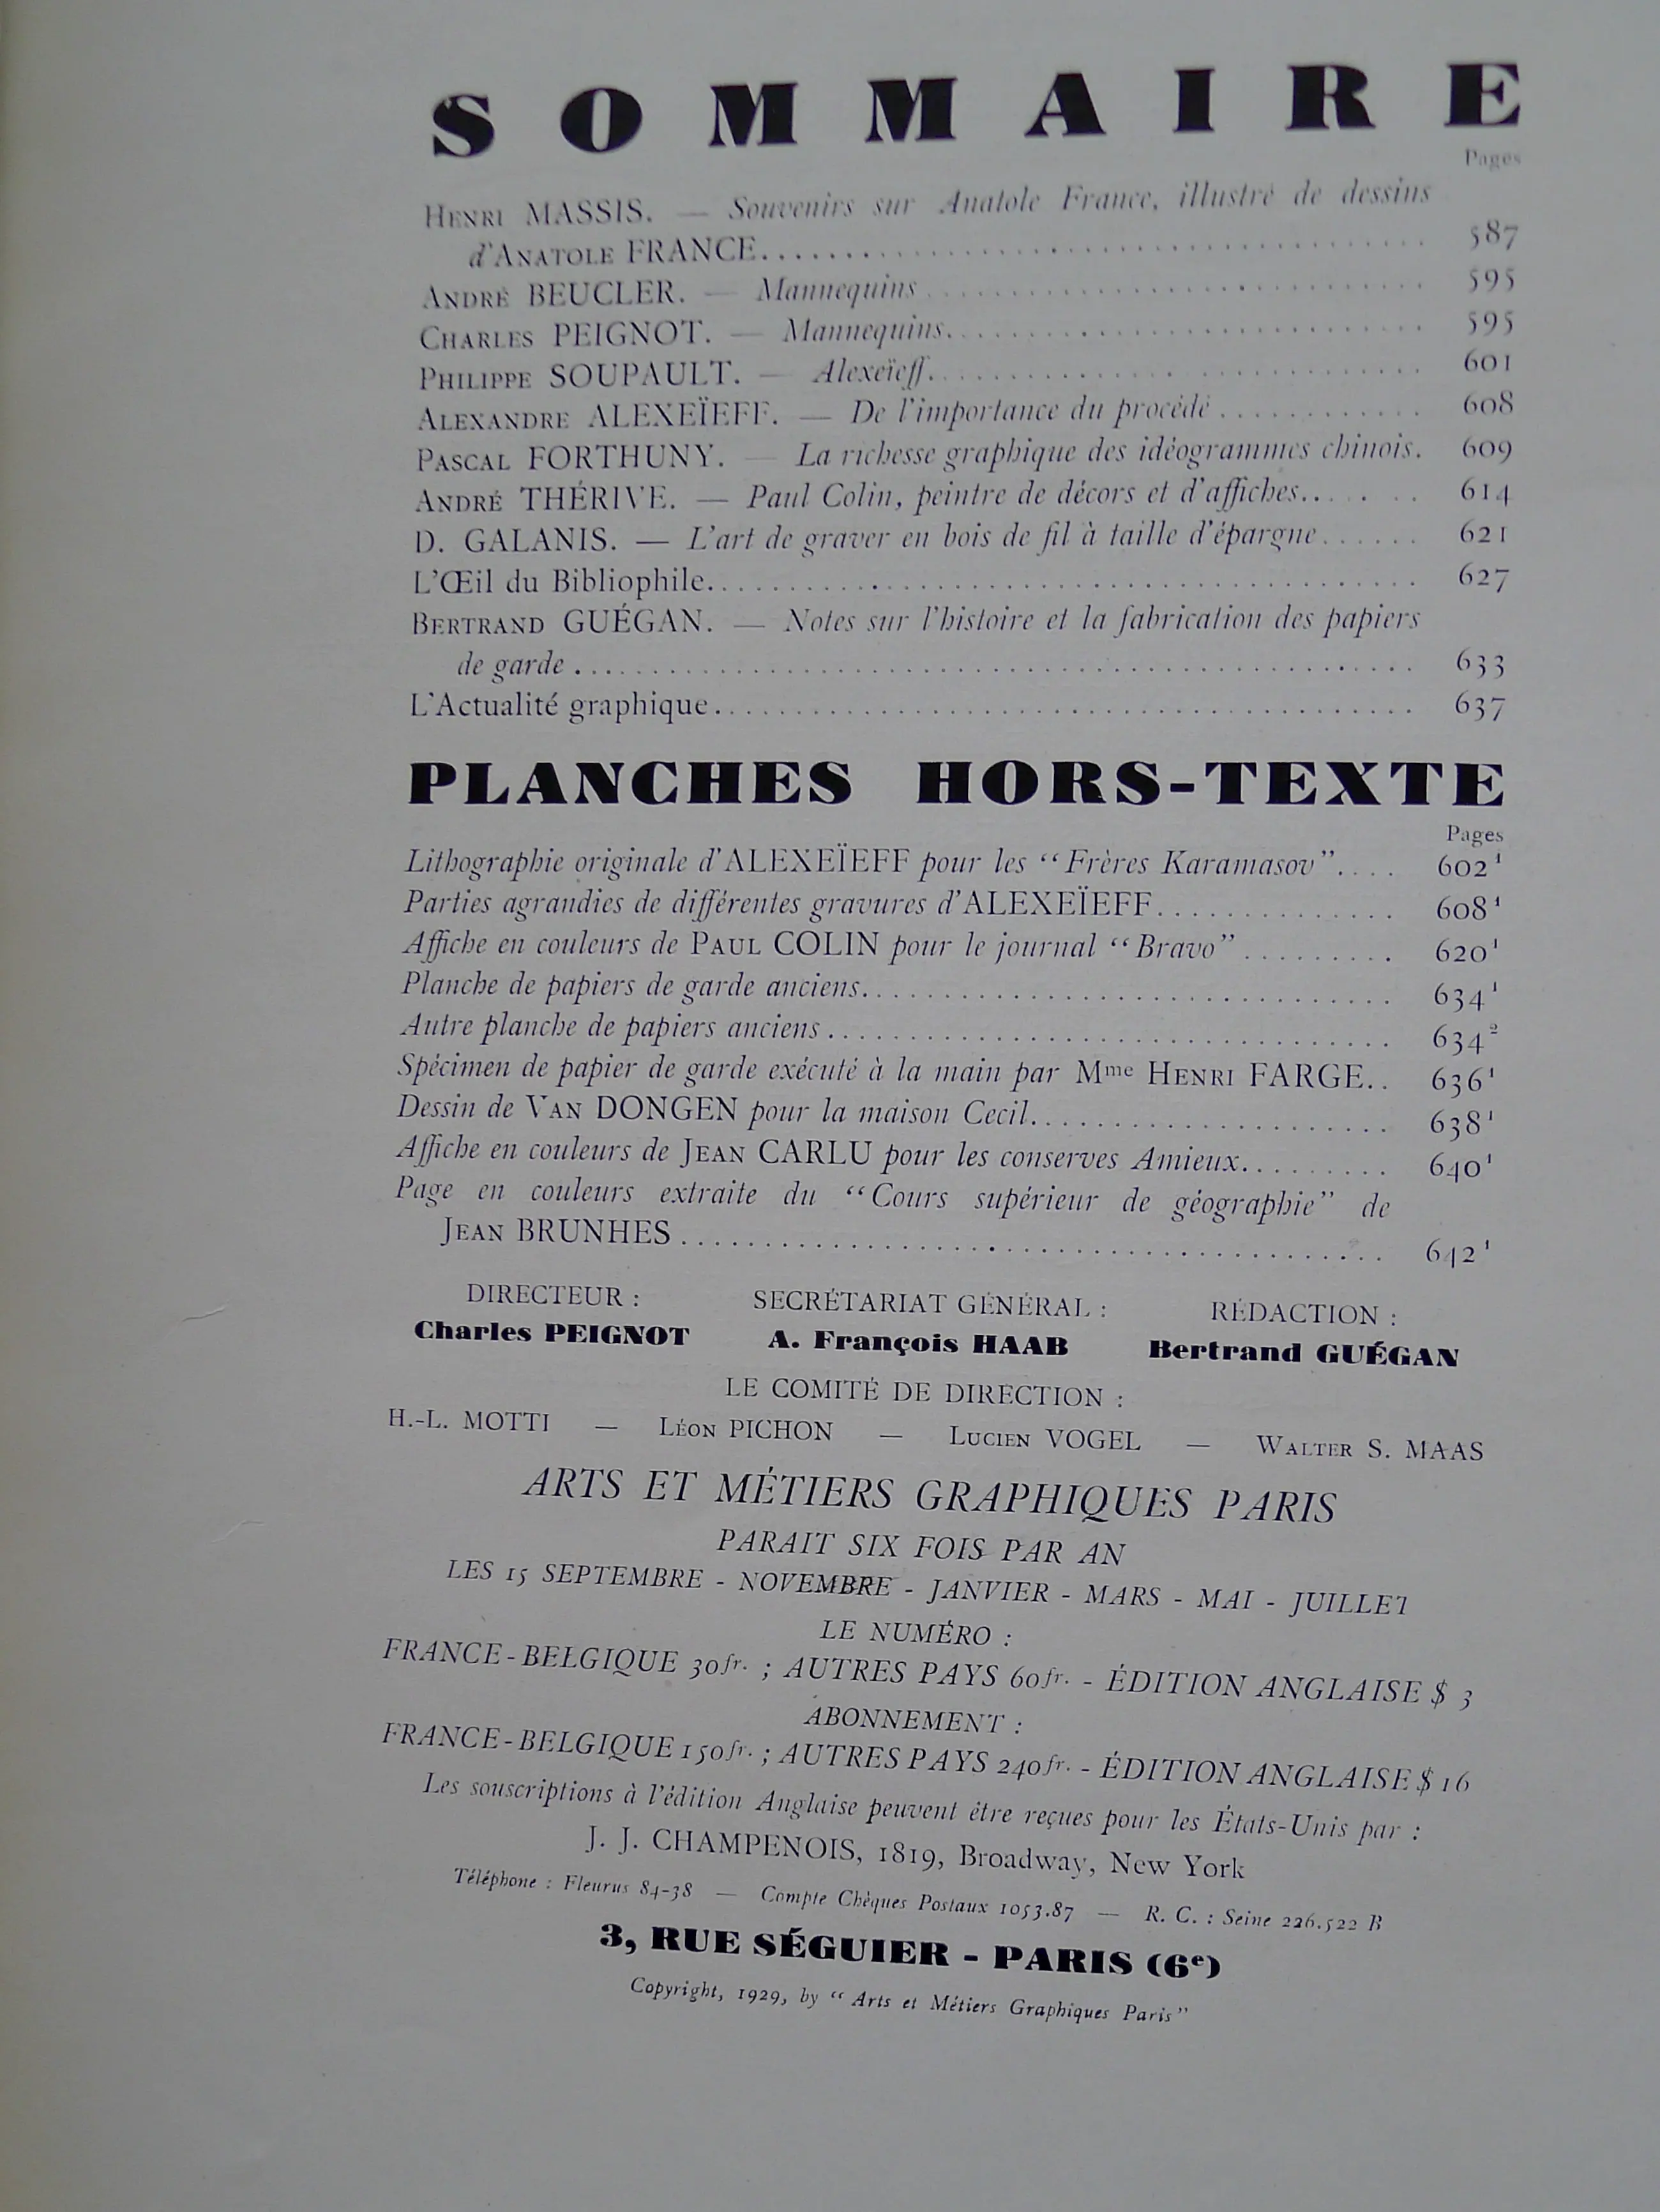 SOMMAIRE
Pages
HENRI MASSIS. — Souvenirs sur Anatole France, illustré de dessins
d'ANATOLE FRANCE. . . . . . . . . . . . . . . . . . . . . . . . . . . . . . 587
ANDRÉ BEUCLER. — Mannequins . . . . . . . . . . . . . . . . . . . . . . . . 595
CHARLES PEIGNOT. — Mannequins. . . . . . . . . . . . . . . . . . . . . . . 595
PHILIPPE SOUPAULT. — Alexeïeff. . . . . . . . . . . . . . . . . . . . . . . 601
ALEXANDRE ALEXEÏEFF. — De l'importance du procédé . . . . . . . . . . . . 608
PASCAL FORTHUNY. — La richesse graphique des idéogrammes chinois. 609
ANDRÉ THÉRIVE. — Paul Colin, peintre de décors et d'affiches. . . . . . 614
D. GALANIS. — L'art de graver en bois de fil à taille d'épargne . . . . . . 621
L'Œil du Bibliophile. . . . . . . . . . . . . . . . . . . . . . . . . . . . . 627
BERTRAND GUÉGAN. — Notes sur l'histoire et la fabrication des papiers
de garde . . . . . . . . . . . . . . . . . . . . . . . . . . . . . . . . . . 633
L'Actualité graphique. . . . . . . . . . . . . . . . . . . . . . . . . . . . 637
PLANCHES HORS-TEXTE
Pages
Lithographie originale d'ALEXEÏEFF pour les “Frères Karamasov”. . . . 602¹
Parties agrandies de différentes gravures d'ALEXEÏEFF. . . . . . . . . . . . . . 608¹
Affiche en couleurs de PAUL COLIN pour le journal “Bravo” . . . . . . . . . 620¹
Planche de papiers de garde anciens. . . . . . . . . . . . . . . . . . . . . . 634¹
Autre planche de papiers anciens . . . . . . . . . . . . . . . . . . . . . . . 634²
Spécimen de papier de garde exécuté à la main par Mme HENRI FARGE. . 636¹
Dessin de VAN DONGEN pour la maison Cecil. . . . . . . . . . . . . . . . . . 638¹
Affiche en couleurs de JEAN CARLU pour les conserves Amieux. . . . . . . . . 640¹
Page en couleurs extraite du “Cours supérieur de géographie” de
JEAN BRUNHES . . . . . . . . . . . . . . . . . . . . . . . . . . . . . . . . 642¹
DIRECTEUR : SECRÉTARIAT GÉNÉRAL : RÉDACTION :
Charles PEIGNOT A. François HAAB Bertrand GUÉGAN
LE COMITÉ DE DIRECTION :
H.-L. MOTTI — LÉON PICHON — LUCIEN VOGEL — WALTER S. MAAS
ARTS ET MÉTIERS GRAPHIQUES PARIS
PARAIT SIX FOIS PAR AN
LES 15 SEPTEMBRE - NOVEMBRE - JANVIER - MARS - MAI - JUILLET
LE NUMÉRO :
FRANCE-BELGIQUE 30fr. ; AUTRES PAYS 60fr. - ÉDITION ANGLAISE $ 3
ABONNEMENT :
FRANCE-BELGIQUE 150fr. ; AUTRES PAYS 240fr. - ÉDITION ANGLAISE $ 16
Les souscriptions à l'édition Anglaise peuvent être reçues pour les États-Unis par :
J. J. CHAMPENOIS, 1819, Broadway, New York
Téléphone : Fleurus 84-38 — Compte Chèques Postaux 1053.87 — R. C. : Seine 226.522 B
3, RUE SÉGUIER - PARIS (6e)
Copyright, 1929, by “Arts et Métiers Graphiques Paris”